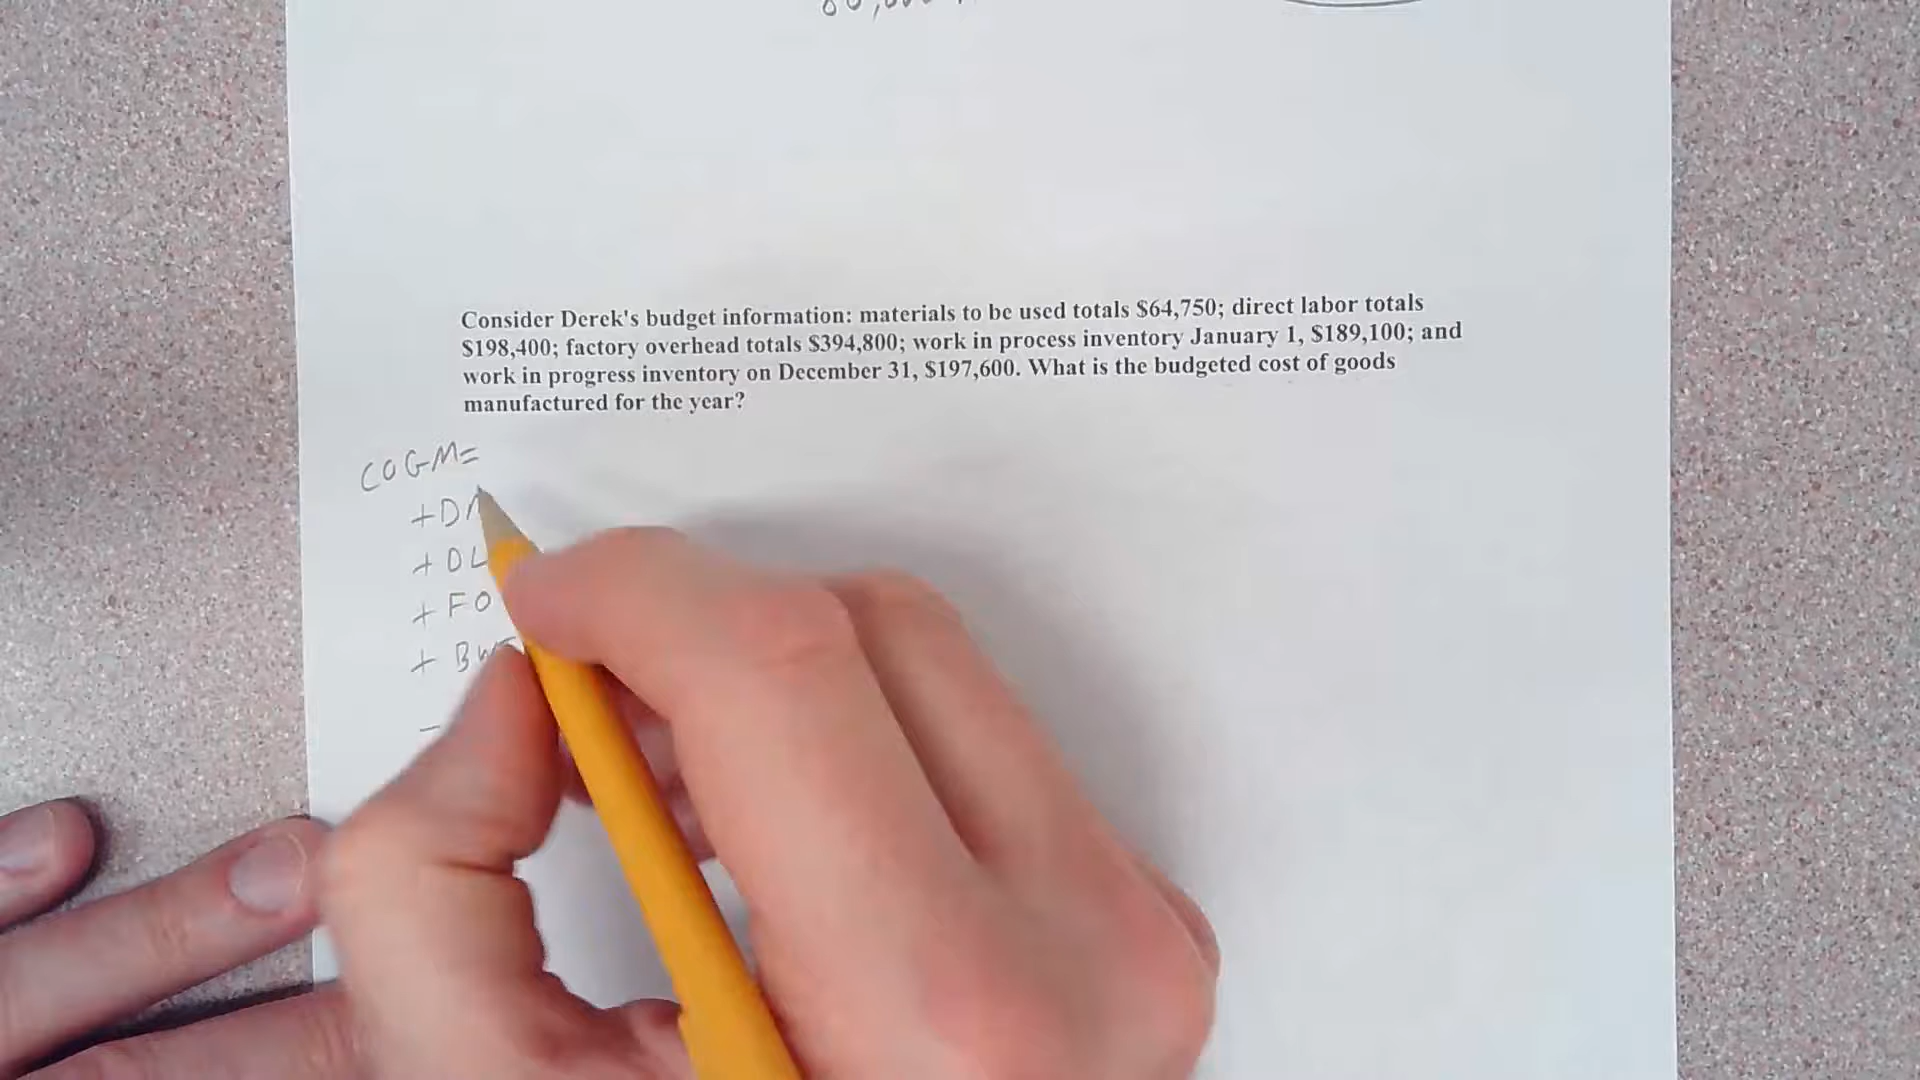 Consider Derek's budget information: materials to be used totals $64,750; direct labor totals
$198,400; factory overhead totals $394,800; work in process inventory January 1, $189,100; and
work in progress inventory on December 31, $197,600. What is the budgeted cost of goods
manufactured for the year?
COGM=
+ DL
+ FO
+
-